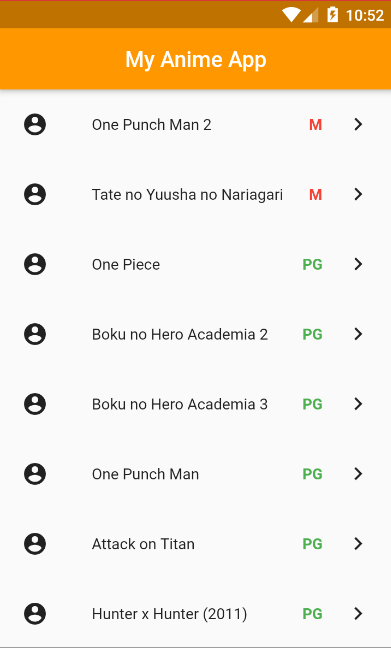 10:52
My Anime App
One Punch Man 2 M
Tate no Yuusha no Nariagari M
One Piece PG
Boku no Hero Academia 2 PG
Boku no Hero Academia 3 PG
One Punch Man PG
Attack on Titan PG
Hunter x Hunter (2011) PG